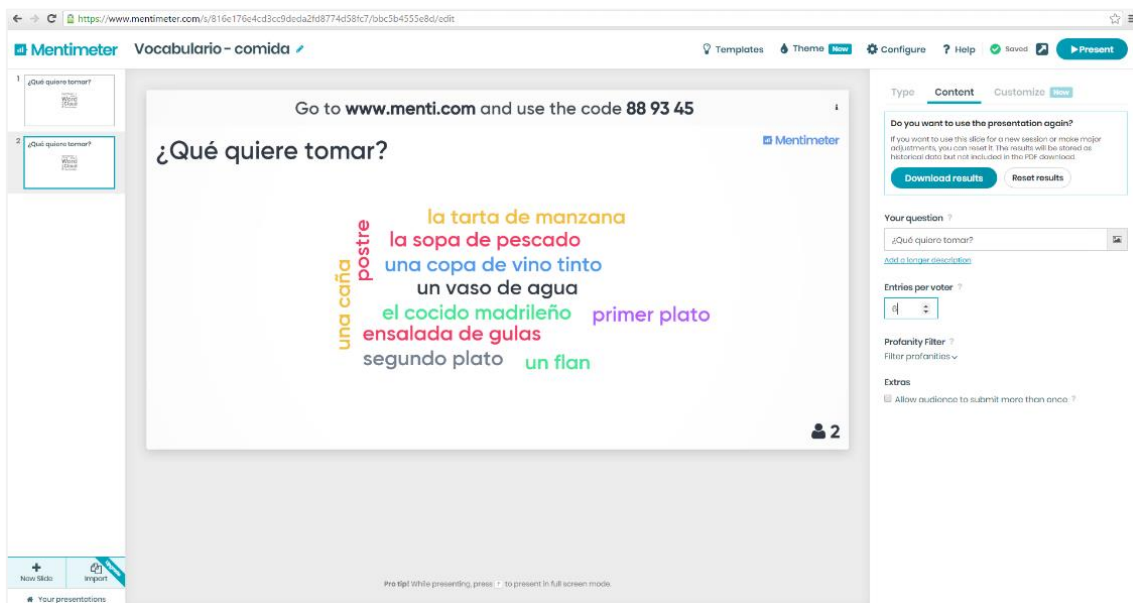 https://www.mentimeter.com/s/816e176e4cd3cc9deda2fd8774d58fc7/bbc5b4555e8d/edit
Mentimeter
Vocabulario - comida
Templates
Theme New
Configure
? Help
Saved
Present
1
¿Qué quiere tomar?
2
¿Qué quiere tomar?
New Slide
Import
Your presentations
Go to www.menti.com and use the code 88 93 45
Mentimeter
¿Qué quiere tomar?
la tarta de manzana
postre
la sopa de pescado
una caña
una copa de vino tinto
un vaso de agua
el cocido madrileño
primer plato
ensalada de gulas
segundo plato
un flan
2
Pro tip! While presenting, press f to present in full screen mode.
Type
Content
Customize New
Do you want to use the presentation again?
If you want to use this slide for a new session or make major
adjustments, you can reset it. The results will be stored as
historical data but not included in the PDF download.
Download results
Reset results
Your question ?
¿Qué quiere tomar?
Add a longer description
Entries per voter ?
6
Profanity Filter ?
Filter profanities
Extras
Allow audience to submit more than once ?